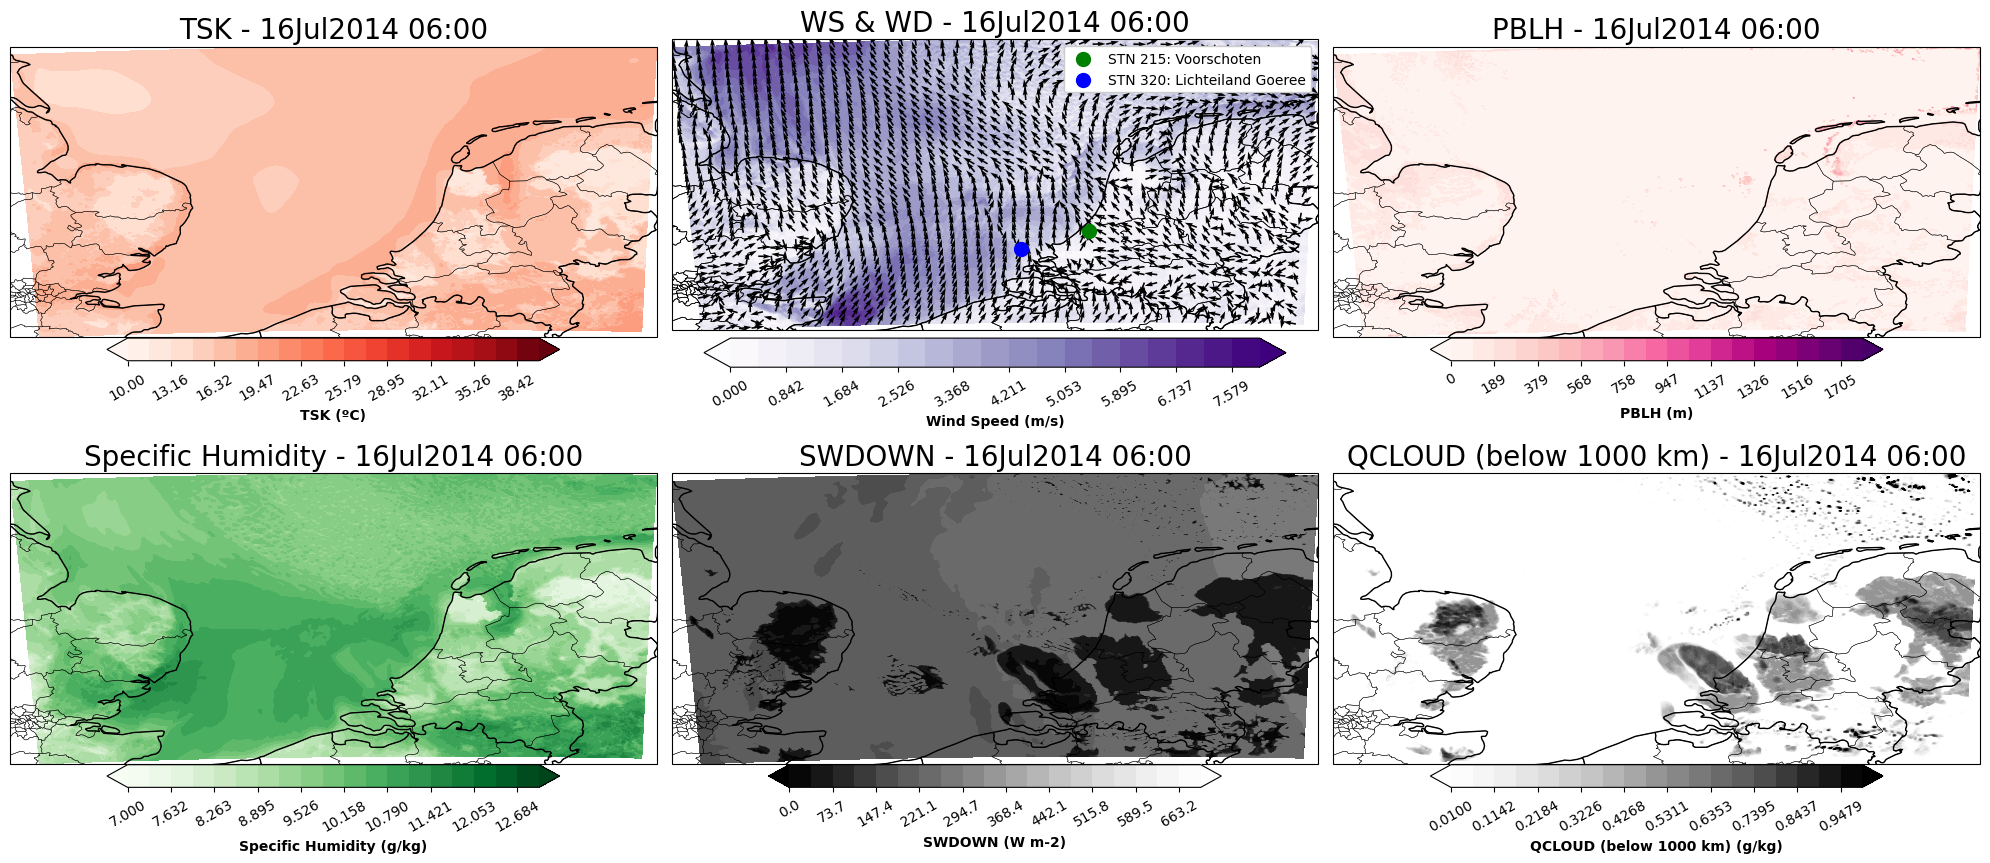 TSK - 16Jul2014 06:00
10.00 13.16 16.32 19.47 22.63 25.79 28.95 32.11 35.26 38.42
TSK (ºC)
WS & WD - 16Jul2014 06:00
STN 215: Voorschoten
STN 320: Lichteiland Goeree
0.000 0.842 1.684 2.526 3.368 4.211 5.053 5.895 6.737 7.579
Wind Speed (m/s)
PBLH - 16Jul2014 06:00
0 189 379 568 758 947 1137 1326 1516 1705
PBLH (m)
Specific Humidity - 16Jul2014 06:00
7.000 7.632 8.263 8.895 9.526 10.158 10.790 11.421 12.053 12.684
Specific Humidity (g/kg)
SWDOWN - 16Jul2014 06:00
0.0 73.7 147.4 221.1 294.7 368.4 442.1 515.8 589.5 663.2
SWDOWN (W m-2)
QCLOUD (below 1000 km) - 16Jul2014 06:00
0.0100 0.1142 0.2184 0.3226 0.4268 0.5311 0.6353 0.7395 0.8437 0.9479
QCLOUD (below 1000 km) (g/kg)